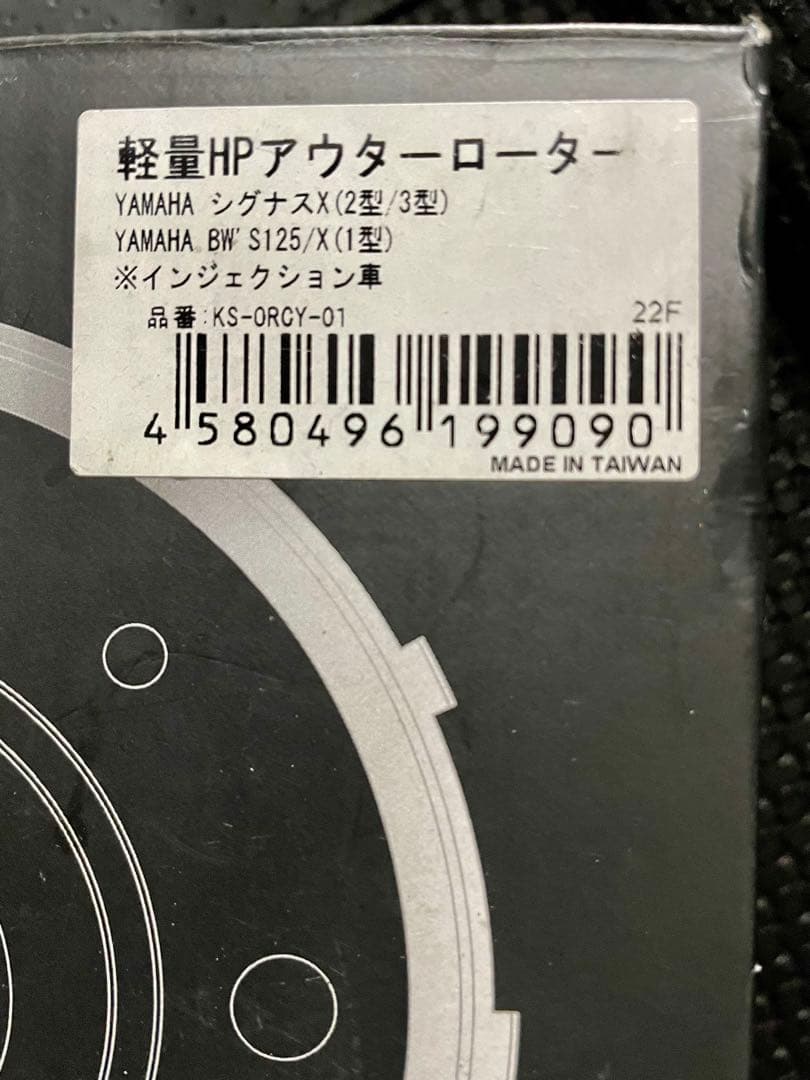 軽量HPアウターローター
YAMAHA シグナスX(2型/3型)
YAMAHA BW'S125/X(1型)
※インジェクション車
品番:KS-ORCY-01
22F
4 580496 199090
MADE IN TAIWAN